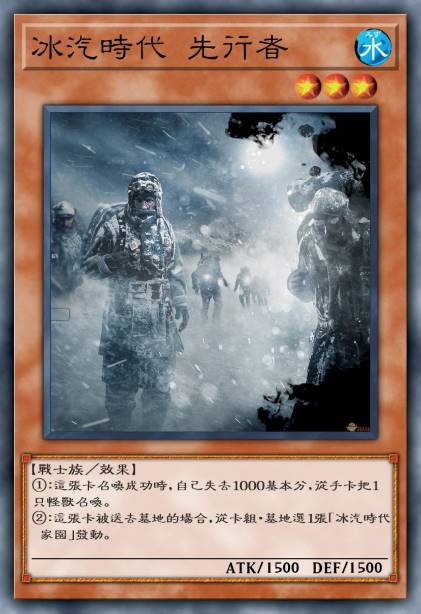 冰汽時代 先行者
水
【戰士族／效果】
①:這張卡召喚成功時,自己失去1000基本分,從手卡把1
只怪獸召喚。
②:這張卡被送去墓地的場合,從卡組·墓地選1張「冰汽時代
家園」發動。
ATK/1500 DEF/1500